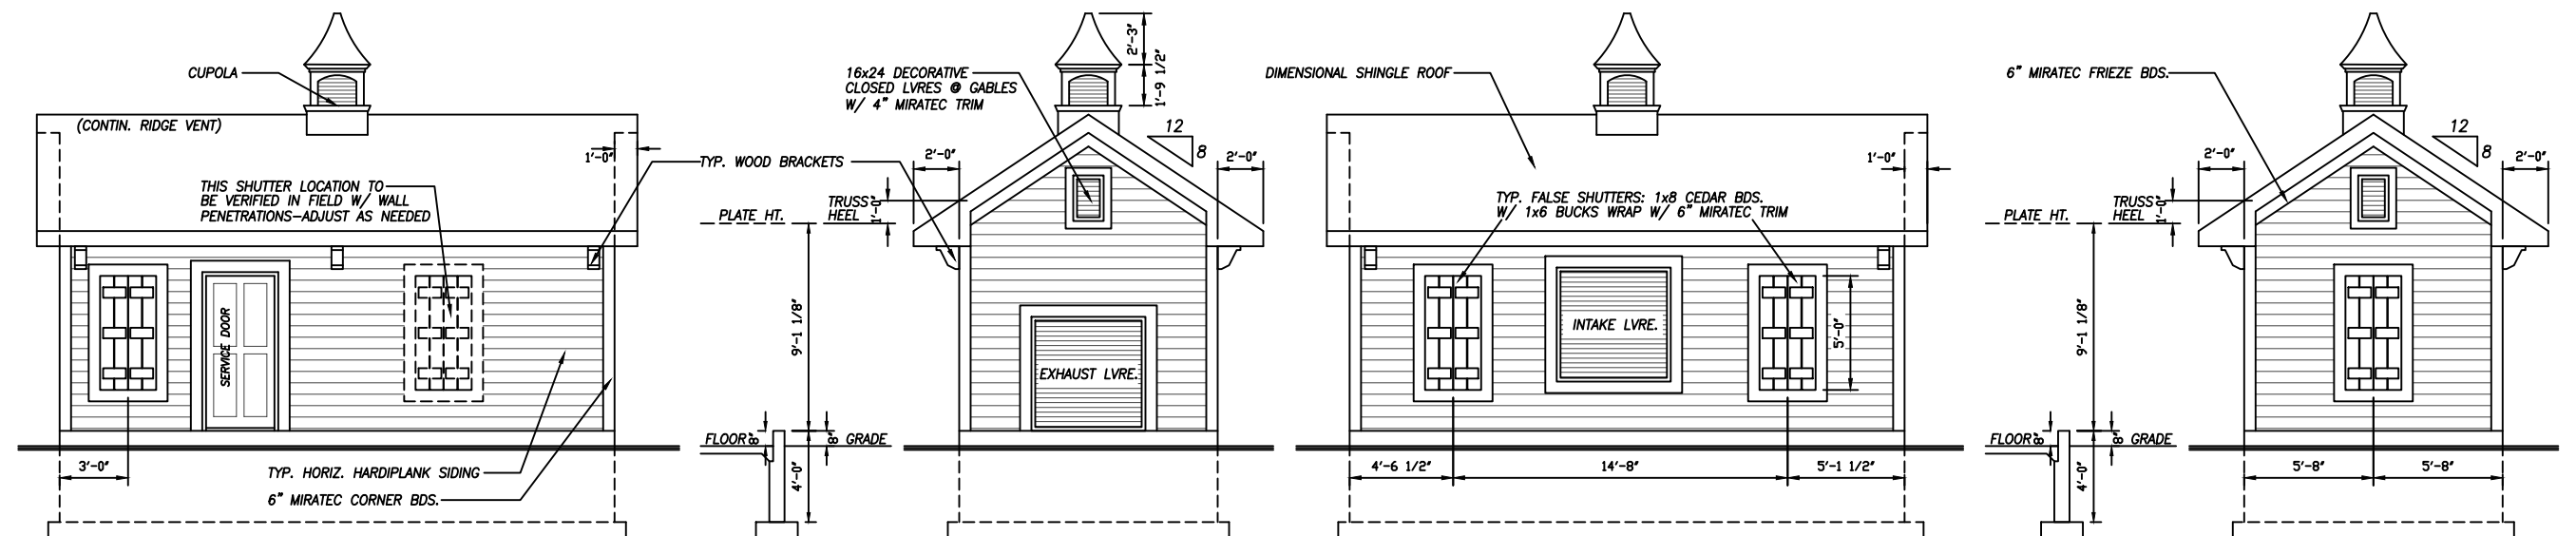 CUPOLA
(CONTIN. RIDGE VENT)
1'-0"
THIS SHUTTER LOCATION TO
BE VERIFIED IN FIELD W/ WALL
PENETRATIONS-ADJUST AS NEEDED
SERVICE DOOR
3'-0"
TYP. HORIZ. HARDIPLANK SIDING
6" MIRATEC CORNER BDS.
TYP. WOOD BRACKETS
16x24 DECORATIVE
CLOSED LVRES @ GABLES
W/ 4" MIRATEC TRIM
2'-3"
1'-9 1/2"
12
8
2'-0"
2'-0"
TRUSS
HEEL
1'-0"
PLATE HT.
9'-1 1/8"
EXHAUST LVRE.
FLOOR
8"
8"
GRADE
4'-0"
DIMENSIONAL SHINGLE ROOF
1'-0"
TYP. FALSE SHUTTERS: 1x8 CEDAR BDS.
W/ 1x6 BUCKS WRAP W/ 6" MIRATEC TRIM
INTAKE LVRE.
5'-0"
4'-6 1/2"
14'-8"
5'-1 1/2"
6" MIRATEC FRIEZE BDS.
12
8
2'-0"
2'-0"
TRUSS
HEEL
1'-0"
PLATE HT.
9'-1 1/8"
FLOOR
8"
8"
GRADE
4'-0"
5'-8"
5'-8"